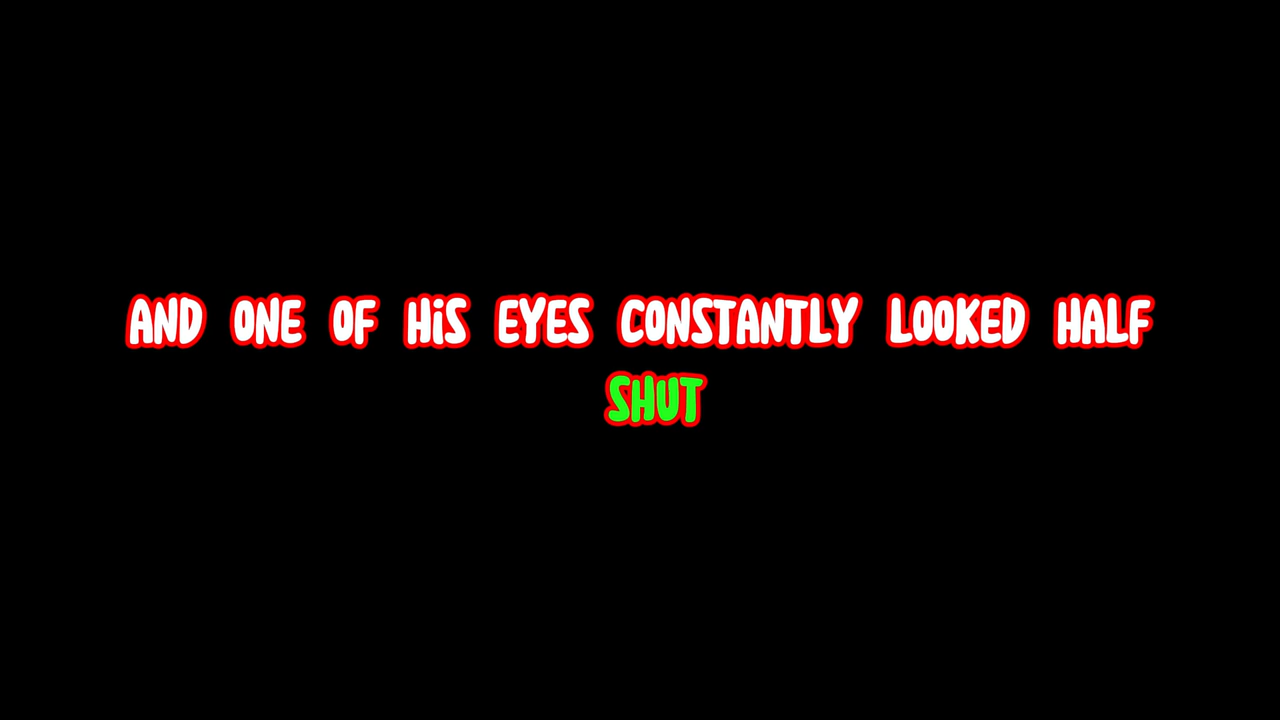 AND ONE OF HiS EYES CONSTANTLY LOOKED HALF
SHUT